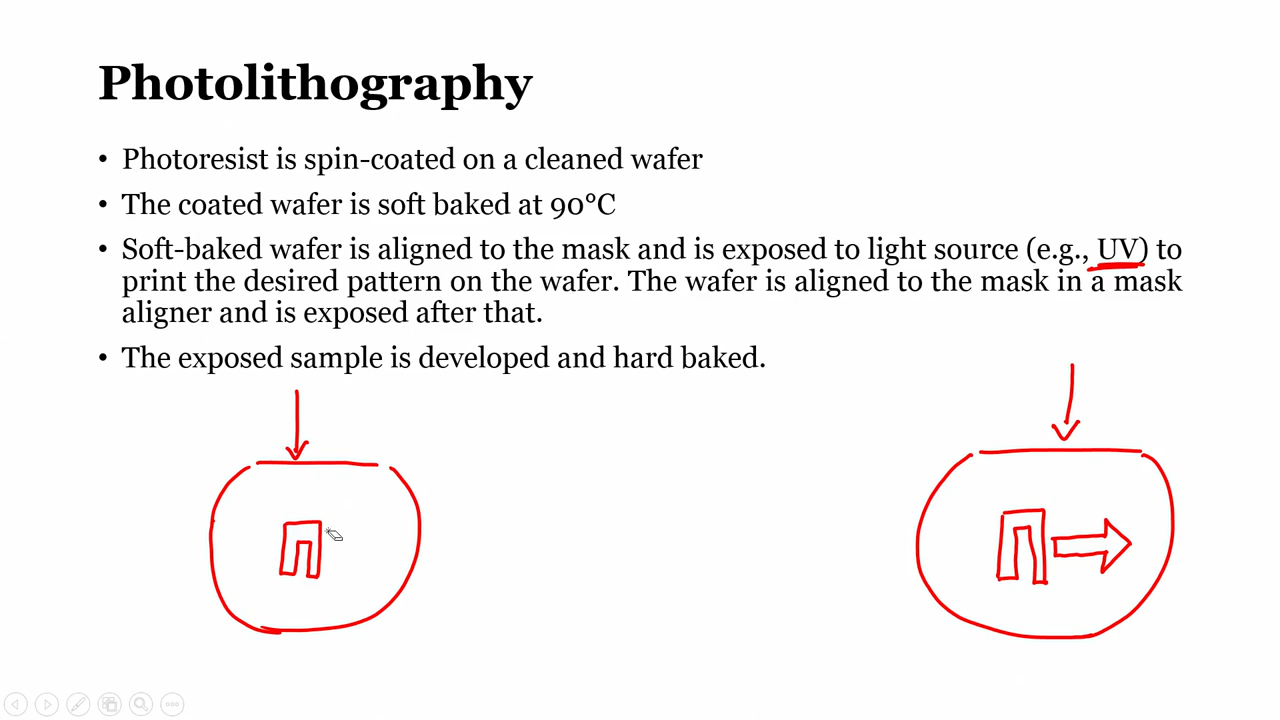 Photolithography
• Photoresist is spin-coated on a cleaned wafer
• The coated wafer is soft baked at 90°C
• Soft-baked wafer is aligned to the mask and is exposed to light source (e.g., UV) to
print the desired pattern on the wafer. The wafer is aligned to the mask in a mask
aligner and is exposed after that.
• The exposed sample is developed and hard baked.